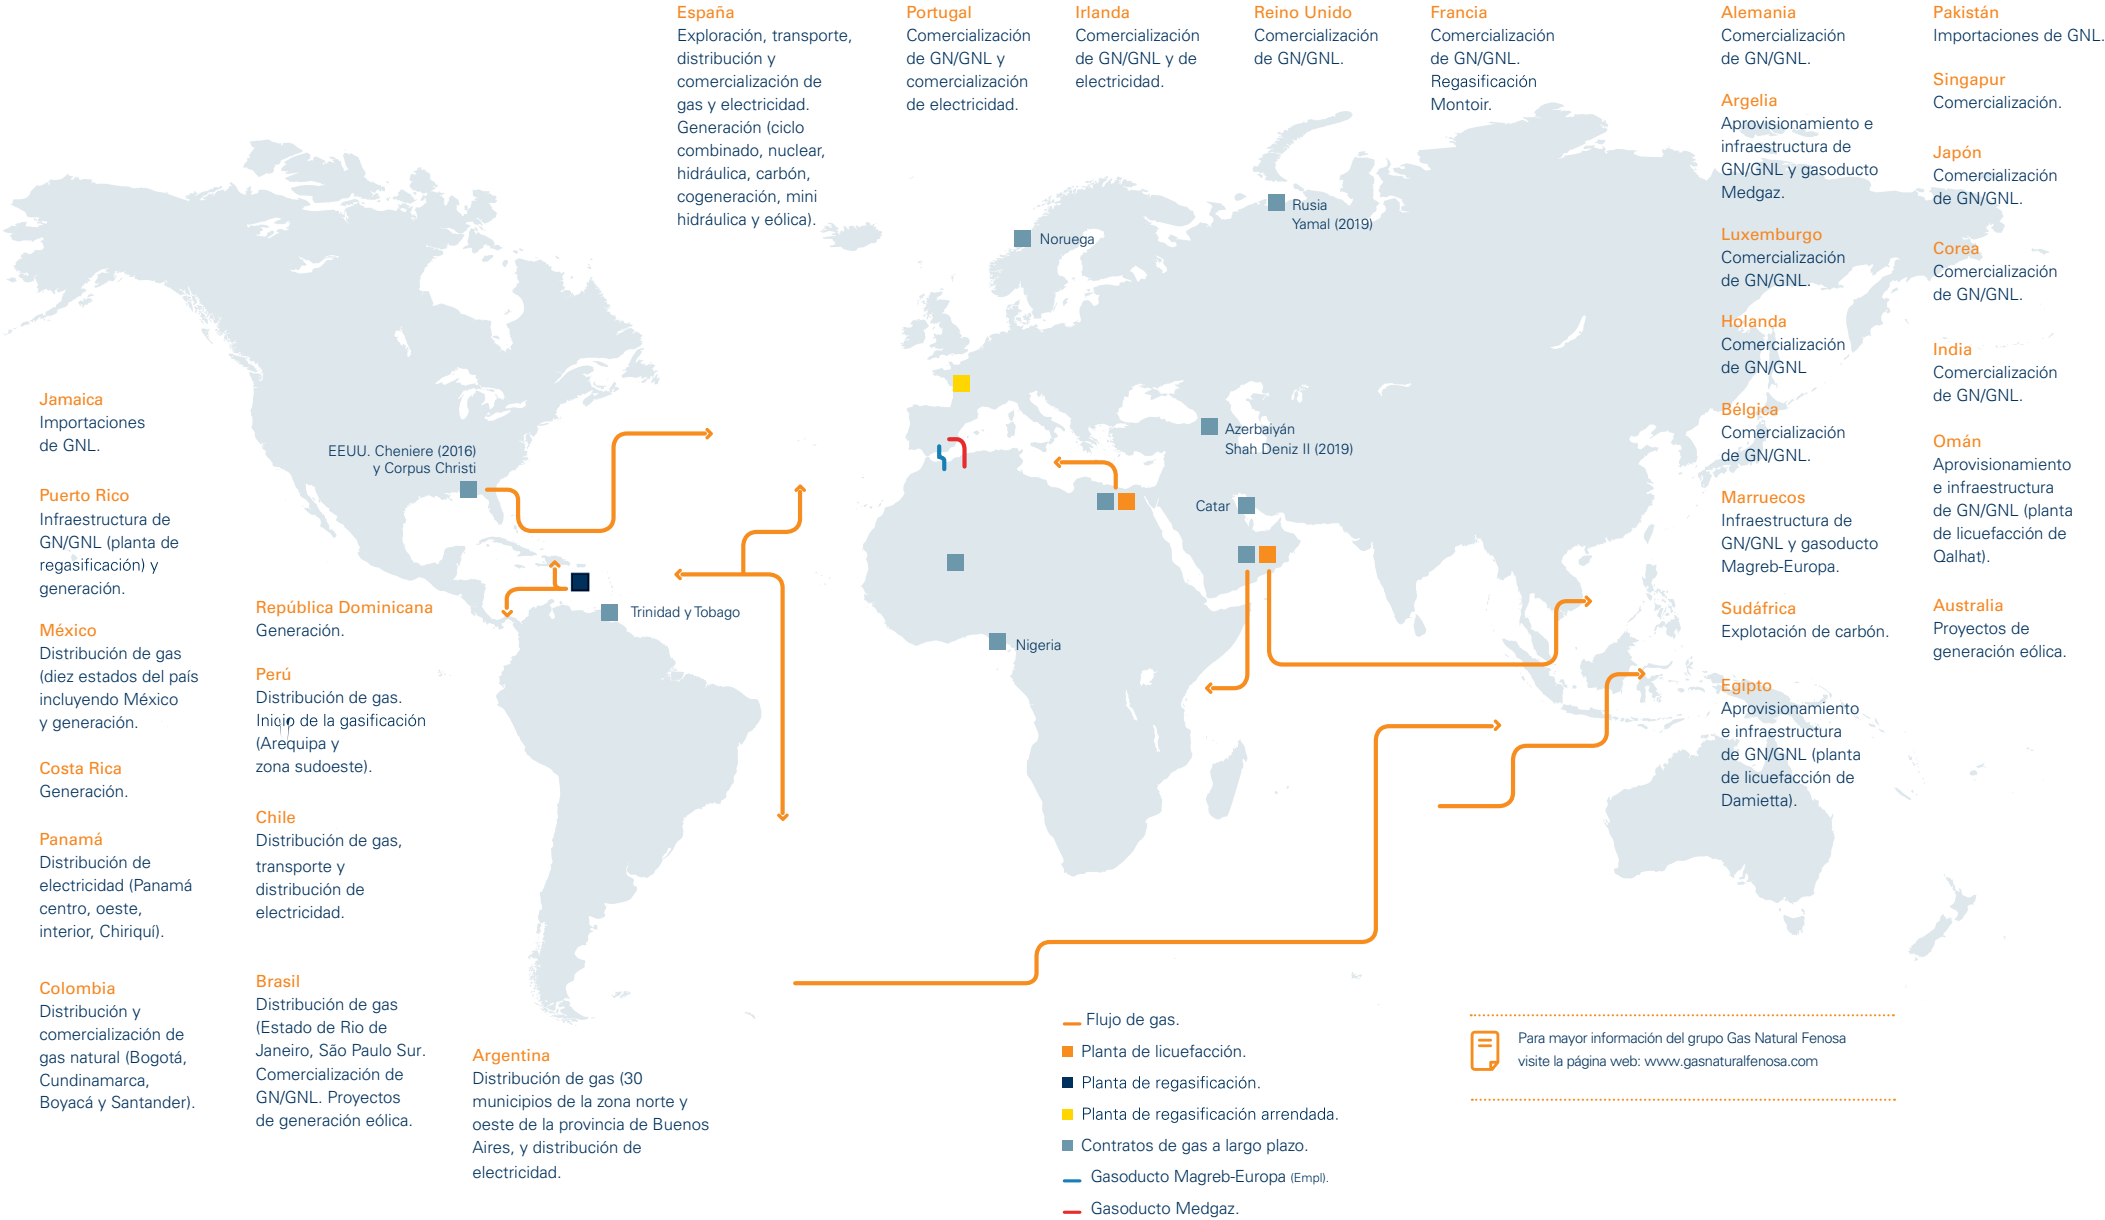 España
Exploración, transporte,
distribución y
comercialización de
gas y electricidad.
Generación (ciclo
combinado, nuclear,
hidráulica, carbón,
cogeneración, mini
hidráulica y eólica).
Portugal
Comercialización
de GN/GNL y
comercialización
de electricidad.
Irlanda
Comercialización
de GN/GNL y de
electricidad.
Reino Unido
Comercialización
de GN/GNL.
Francia
Comercialización
de GN/GNL.
Regasificación
Montoir.
Alemania
Comercialización
de GN/GNL.
Argelia
Aprovisionamiento e
infraestructura de
GN/GNL y gasoducto
Medgaz.
Luxemburgo
Comercialización
de GN/GNL.
Holanda
Comercialización
de GN/GNL
Bélgica
Comercialización
de GN/GNL.
Marruecos
Infraestructura de
GN/GNL y gasoducto
Magreb-Europa.
Sudáfrica
Explotación de carbón.
Egipto
Aprovisionamiento
e infraestructura
de GN/GNL (planta
de licuefacción de
Damietta).
Pakistán
Importaciones de GNL.
Singapur
Comercialización.
Japón
Comercialización
de GN/GNL.
Corea
Comercialización
de GN/GNL.
India
Comercialización
de GN/GNL.
Omán
Aprovisionamiento
e infraestructura
de GN/GNL (planta
de licuefacción de
Qalhat).
Australia
Proyectos de
generación eólica.
Rusia
Yamal (2019)
Noruega
Azerbaiyán
Shah Deniz II (2019)
Catar
Nigeria
EEUU. Cheniere (2016)
y Corpus Christi
Trinidad y Tobago
Jamaica
Importaciones
de GNL.
Puerto Rico
Infraestructura de
GN/GNL (planta de
regasificación) y
generación.
México
Distribución de gas
(diez estados del país
incluyendo México
y generación.
Costa Rica
Generación.
Panamá
Distribución de
electricidad (Panamá
centro, oeste,
interior, Chiriquí).
Colombia
Distribución y
comercialización de
gas natural (Bogotá,
Cundinamarca,
Boyacá y Santander).
República Dominicana
Generación.
Perú
Distribución de gas.
Inicio de la gasificación
(Arequipa y
zona sudoeste).
Chile
Distribución de gas,
transporte y
distribución de
electricidad.
Brasil
Distribución de gas
(Estado de Rio de
Janeiro, São Paulo Sur.
Comercialización de
GN/GNL. Proyectos
de generación eólica.
Argentina
Distribución de gas (30
municipios de la zona norte y
oeste de la provincia de Buenos
Aires, y distribución de
electricidad.
Flujo de gas.
Planta de licuefacción.
Planta de regasificación.
Planta de regasificación arrendada.
Contratos de gas a largo plazo.
Gasoducto Magreb-Europa (Empl).
Gasoducto Medgaz.
Para mayor información del grupo Gas Natural Fenosa
visite la página web: www.gasnaturalfenosa.com